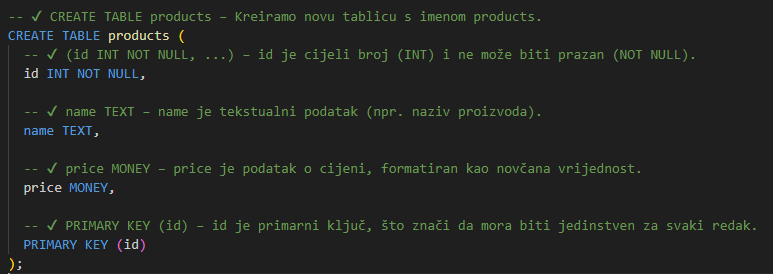 -- ✓ CREATE TABLE products – Kreiramo novu tablicu s imenom products.
CREATE TABLE products (
-- ✓ (id INT NOT NULL, ...) – id je cijeli broj (INT) i ne može biti prazan (NOT NULL).
id INT NOT NULL,
-- ✓ name TEXT – name je tekstualni podatak (npr. naziv proizvoda).
name TEXT,
-- ✓ price MONEY – price je podatak o cijeni, formatiran kao novčana vrijednost.
price MONEY,
-- ✓ PRIMARY KEY (id) – id je primarni ključ, što znači da mora biti jedinstven za svaki redak.
PRIMARY KEY (id)
);